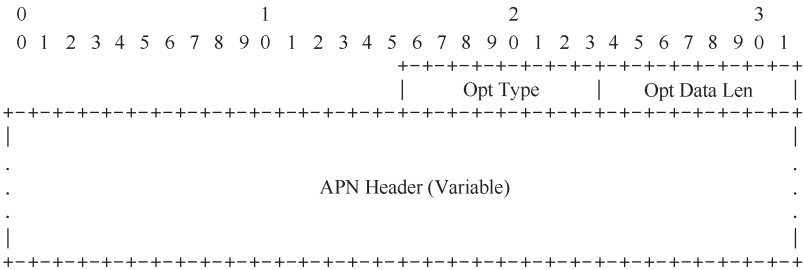 0 1 2 3
0 1 2 3 4 5 6 7 8 9 0 1 2 3 4 5 6 7 8 9 0 1 2 3 4 5 6 7 8 9 0 1
+-+-+-+-+-+-+-+-+-+-+-+-+-+-+-+-+
| Opt Type | Opt Data Len |
+-+-+-+-+-+-+-+-+-+-+-+-+-+-+-+-+-+-+-+-+-+-+-+-+-+-+-+-+-+-+-+-+
| |
. .
. APN Header (Variable) .
. .
| |
+-+-+-+-+-+-+-+-+-+-+-+-+-+-+-+-+-+-+-+-+-+-+-+-+-+-+-+-+-+-+-+-+